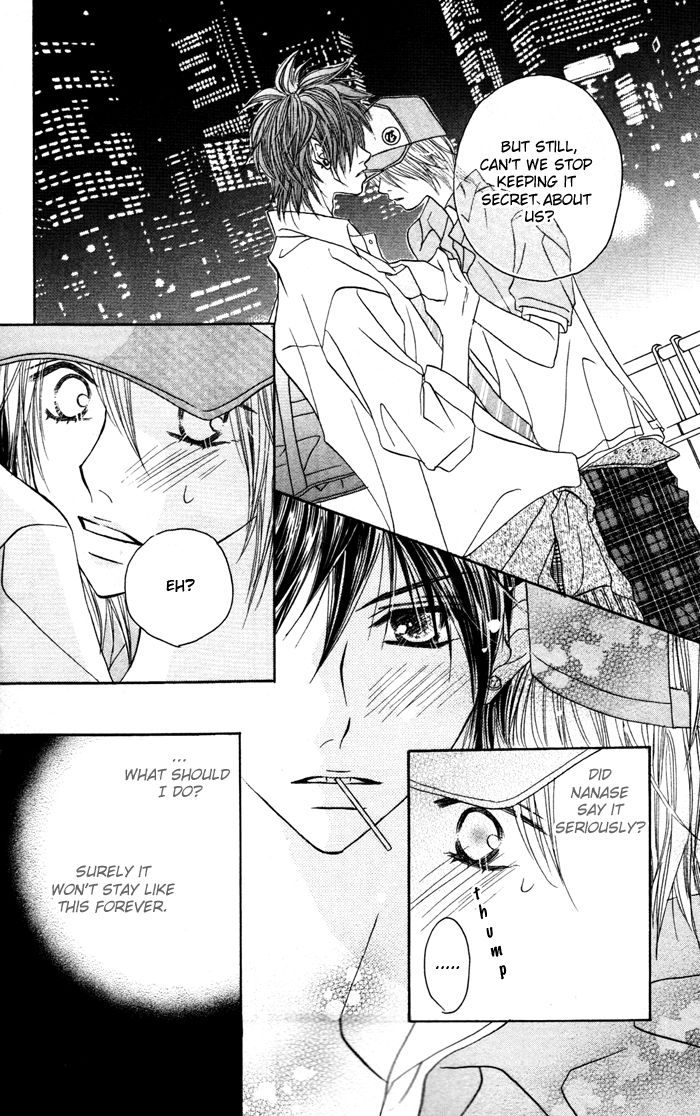 BUT STILL,
CAN'T WE STOP
KEEPING IT
SECRET ABOUT
US?
EH?
DID
NANASE
SAY IT
SERIOUSLY?
thump
.....
...
WHAT SHOULD
I DO?
SURELY IT
WON'T STAY LIKE
THIS FOREVER.